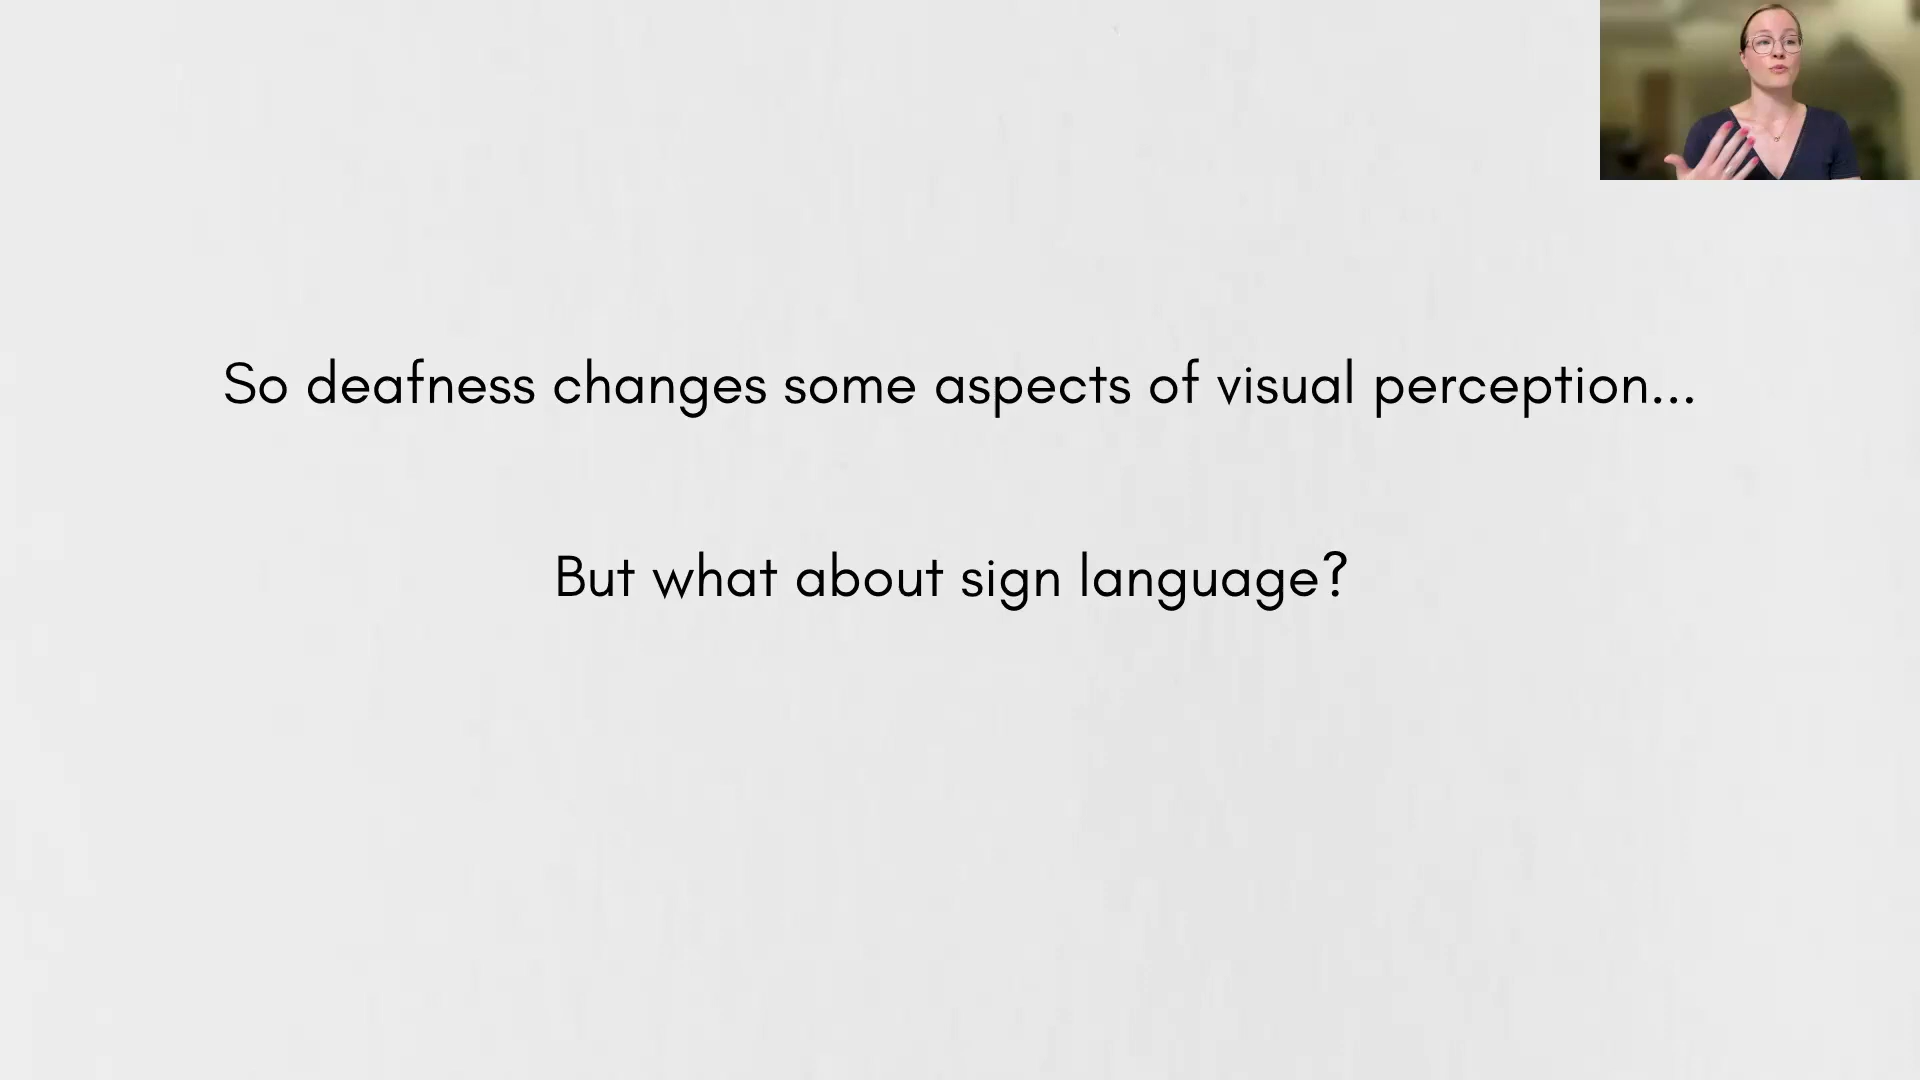 So deafness changes some aspects of visual perception...
But what about sign language?